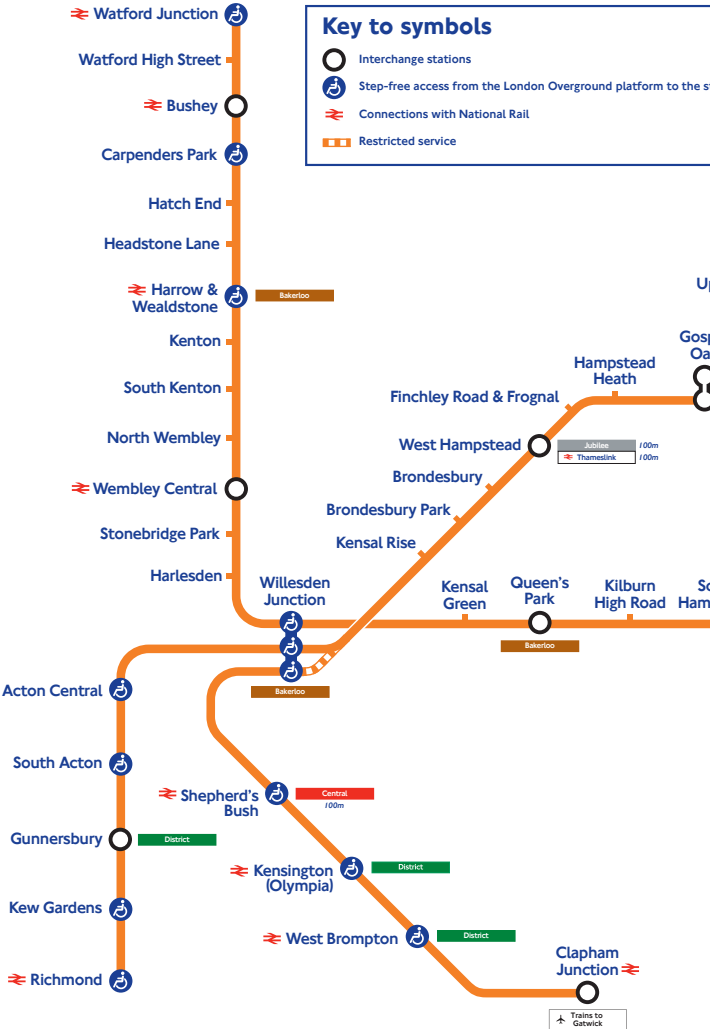 Watford Junction
Watford High Street
Bushey
Carpenders Park
Hatch End
Headstone Lane
Harrow &
Wealdstone
Bakerloo
Kenton
South Kenton
North Wembley
Wembley Central
Stonebridge Park
Harlesden
Key to symbols
Interchange stations
Step-free access from the London Overground platform to the
Connections with National Rail
Restricted service
Hampstead
Heath
Finchley Road & Frognal
West Hampstead
Jubilee
100m
Thameslink
100m
Brondesbury
Brondesbury Park
Kensal Rise
Willesden
Junction
Bakerloo
Kensal
Green
Queen's
Park
Bakerloo
Kilburn
High Road
Acton Central
South Acton
Gunnersbury
District
Kew Gardens
Richmond
Shepherd's
Bush
Central
100m
Kensington
(Olympia)
District
West Brompton
District
Clapham
Junction
Trains to
Gatwick